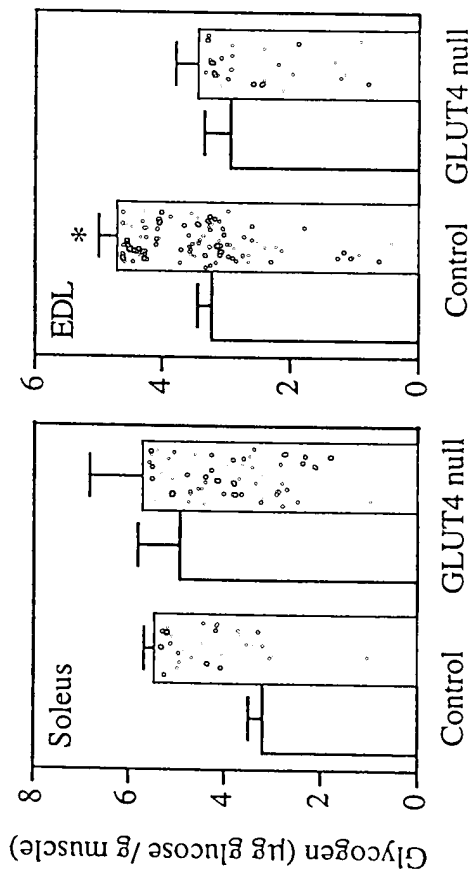 Glycogen (µg glucose /g muscle)
8
6
4
2
0
Soleus
Control
GLUT4 null
6
4
2
0
EDL
*
Control
GLUT4 null